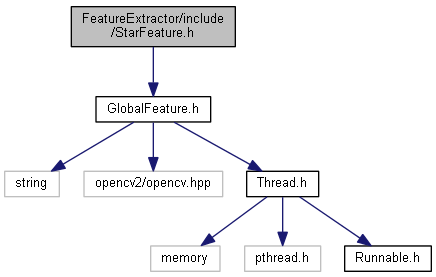 FeatureExtractor/include
/StarFeature.h
GlobalFeature.h
string
opencv2/opencv.hpp
Thread.h
memory
pthread.h
Runnable.h